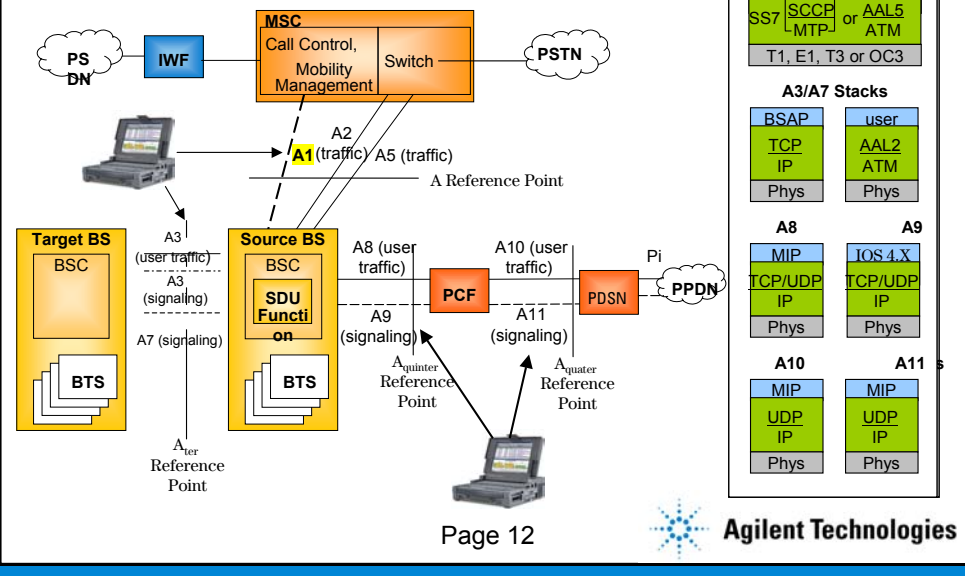 MSC
Call Control,
Mobility
Management
Switch
PS
DN
IWF
PSTN
A2
A1 (traffic)
A5 (traffic)
A Reference Point
Target BS
BSC
BTS
A3
(user traffic)
A3
(signaling)
A7 (signaling)
Ater
Reference
Point
Source BS
BSC
SDU
Functi
on
BTS
A8 (user
traffic)
A9
(signaling)
Aquinter
Reference
Point
PCF
A10 (user
traffic)
A11
(signaling)
Aquater
Reference
Point
PDSN
Pi
PPDN
SS7 SCCP or AAL5
MTP ATM
T1, E1, T3 or OC3
A3/A7 Stacks
BSAP user
TCP AAL2
IP ATM
Phys Phys
A8 A9
MIP IOS 4.X
TCP/UDP TCP/UDP
IP IP
Phys Phys
A10 A11 s
MIP MIP
UDP UDP
IP IP
Phys Phys
Page 12
Agilent Technologies